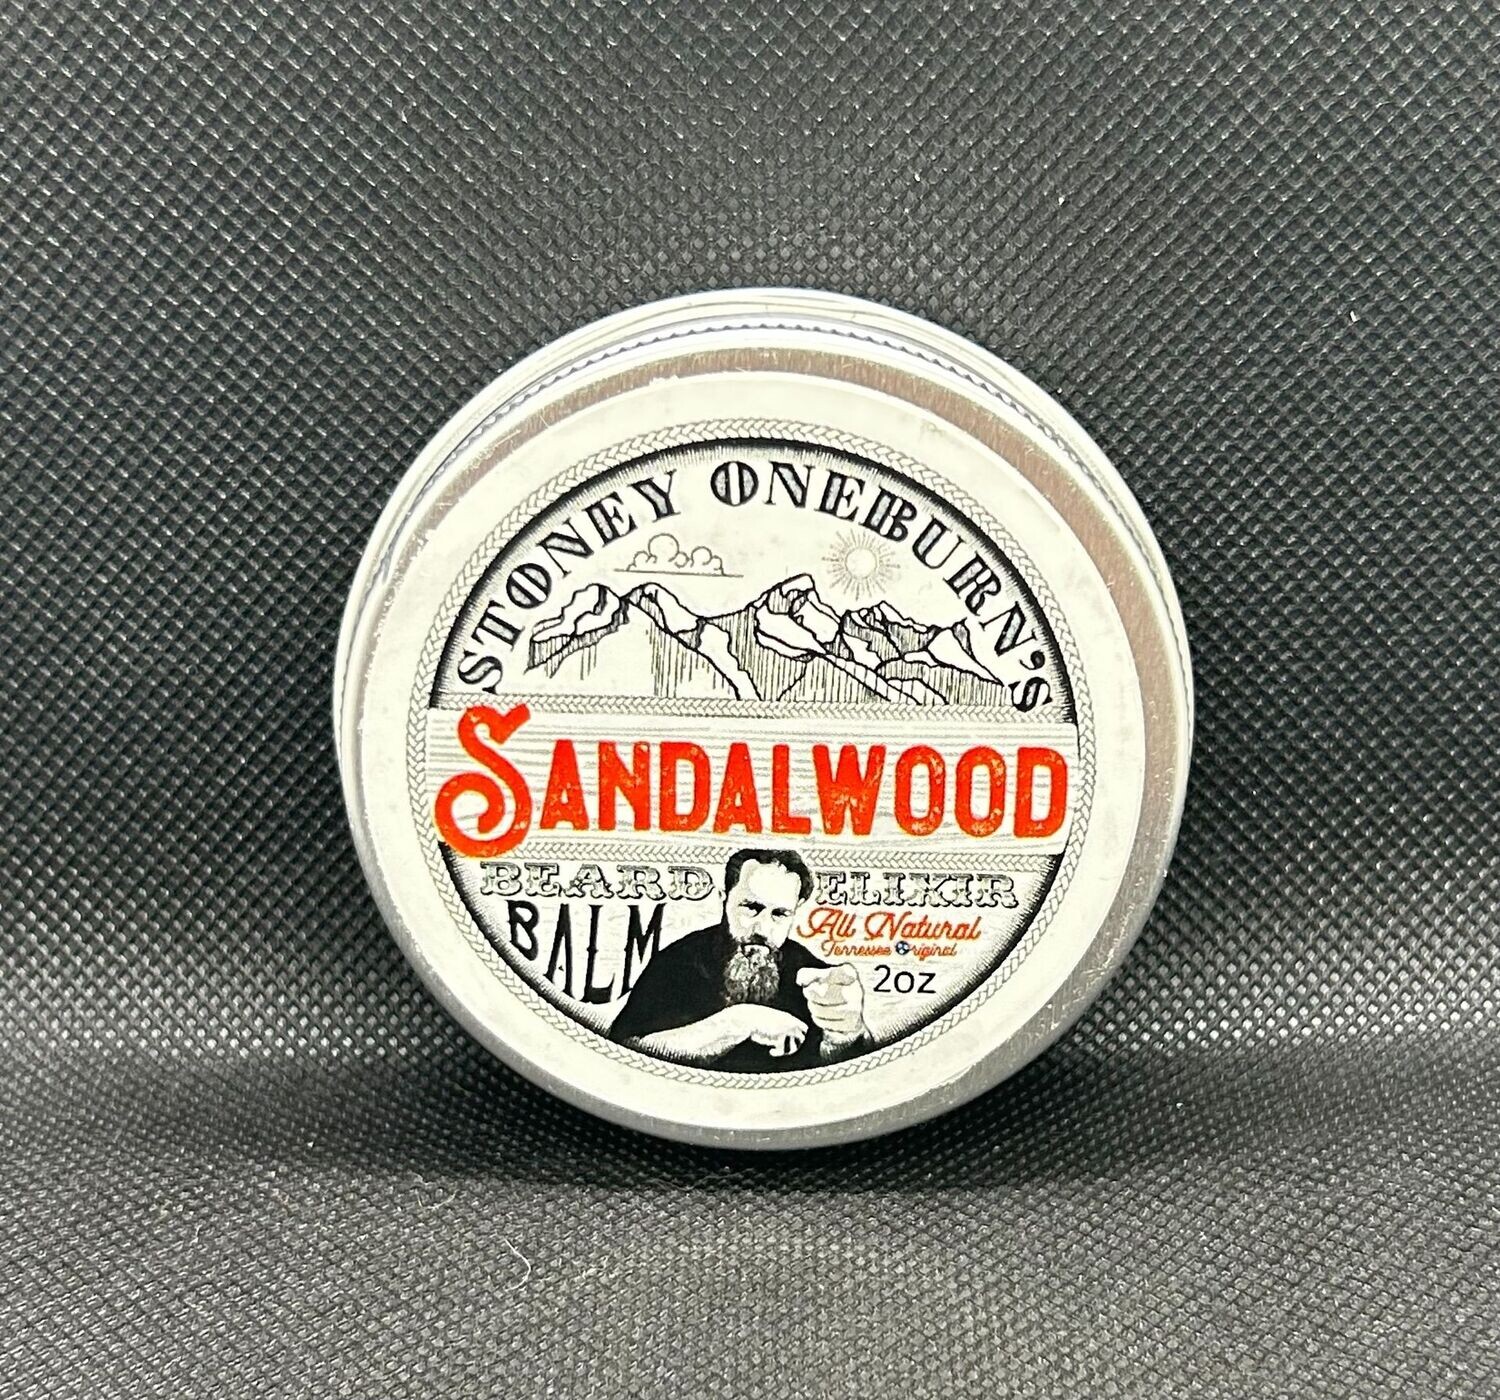 STONEY ONEBURN'S
SANDALWOOD
BEARD ELIXIR
BALM
All Natural
Tennessee Original
2oz